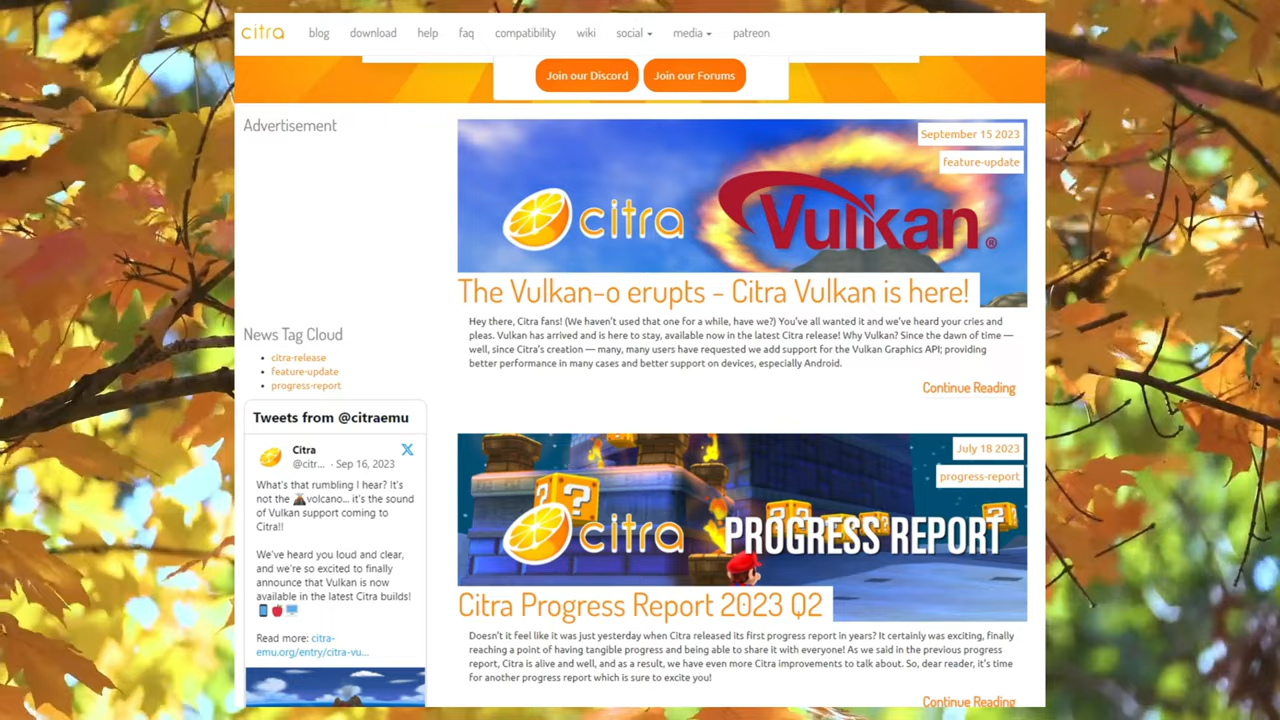 citra blog download help faq compatibility wiki social media patreon
Join our Discord Join our Forums
Advertisement
September 15 2023
feature-update
citra Vulkan®
The Vulkan-o erupts – Citra Vulkan is here!
Hey there, Citra fans! (We haven't used that one for a while, have we?) You've all wanted it and we've heard your cries and
pleas. Vulkan has arrived and is here to stay, available now in the latest Citra release! Why Vulkan? Since the dawn of time —
well, since Citra's creation — many, many users have requested we add support for the Vulkan Graphics API; providing
better performance in many cases and better support on devices, especially Android.
Continue Reading
News Tag Cloud
• citra-release
• feature-update
• progress-report
Tweets from @citraemu
Citra
@citr... · Sep 16, 2023
What's that rumbling I hear? It's
not the 🌋volcano... it's the sound
of Vulkan support coming to
Citra!!
We've heard you loud and clear,
and we're so excited to finally
announce that Vulkan is now
available in the latest Citra builds!
📱🍎🖥️
Read more: citra-
emu.org/entry/citra-vu...
July 18 2023
progress-report
citra PROGRESS REPORT
Citra Progress Report 2023 Q2
Doesn't it feel like it was just yesterday when Citra released its first progress report in years? It certainly was exciting, finally
reaching a point of having tangible progress and being able to share it with everyone! As we said in the previous progress
report, Citra is alive and well, and as a result, we have even more Citra improvements to talk about. So, dear reader, it's time
for another progress report which is sure to excite you!
Continue Reading